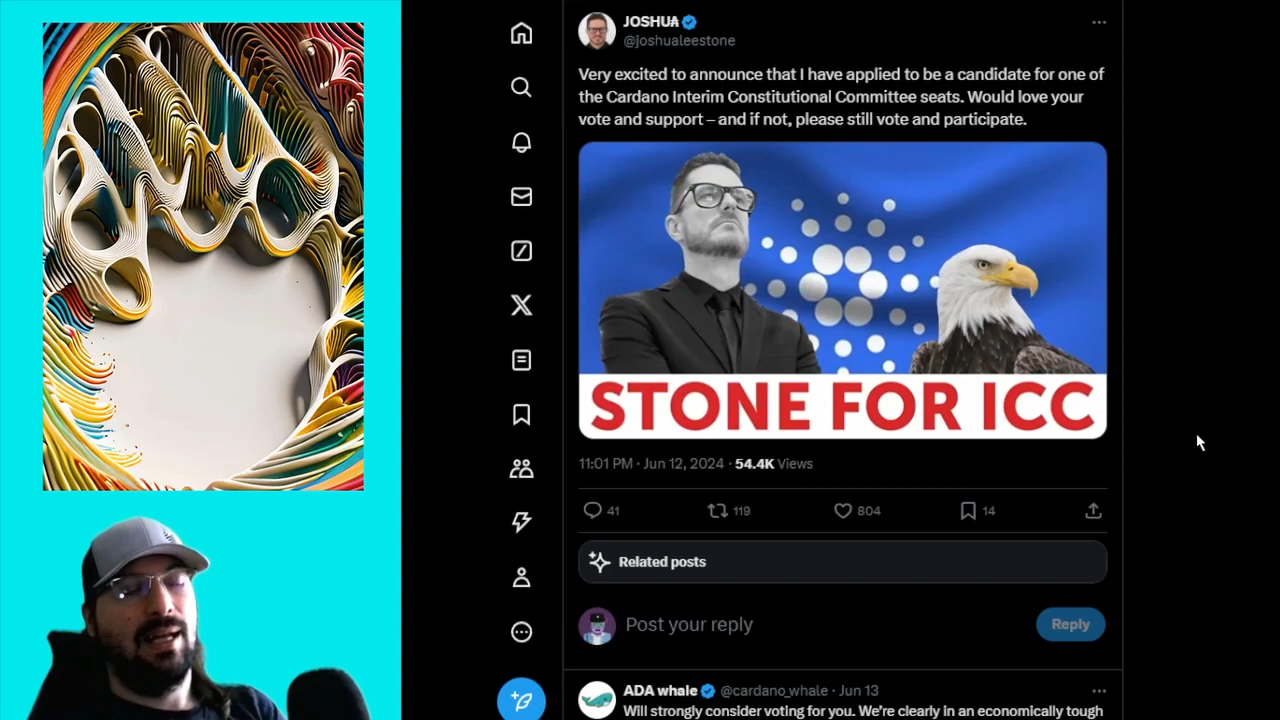 JOSHUѦ
@joshualeestone
Very excited to announce that I have applied to be a candidate for one of
the Cardano Interim Constitutional Committee seats. Would love your
vote and support – and if not, please still vote and participate.
STONE FOR ICC
11:01 PM · Jun 12, 2024 · 54.4K Views
41 119 804 14
Related posts
Post your reply
Reply
ADA whale @cardano_whale · Jun 13
Will strongly consider voting for you. We're clearly in an economically tough